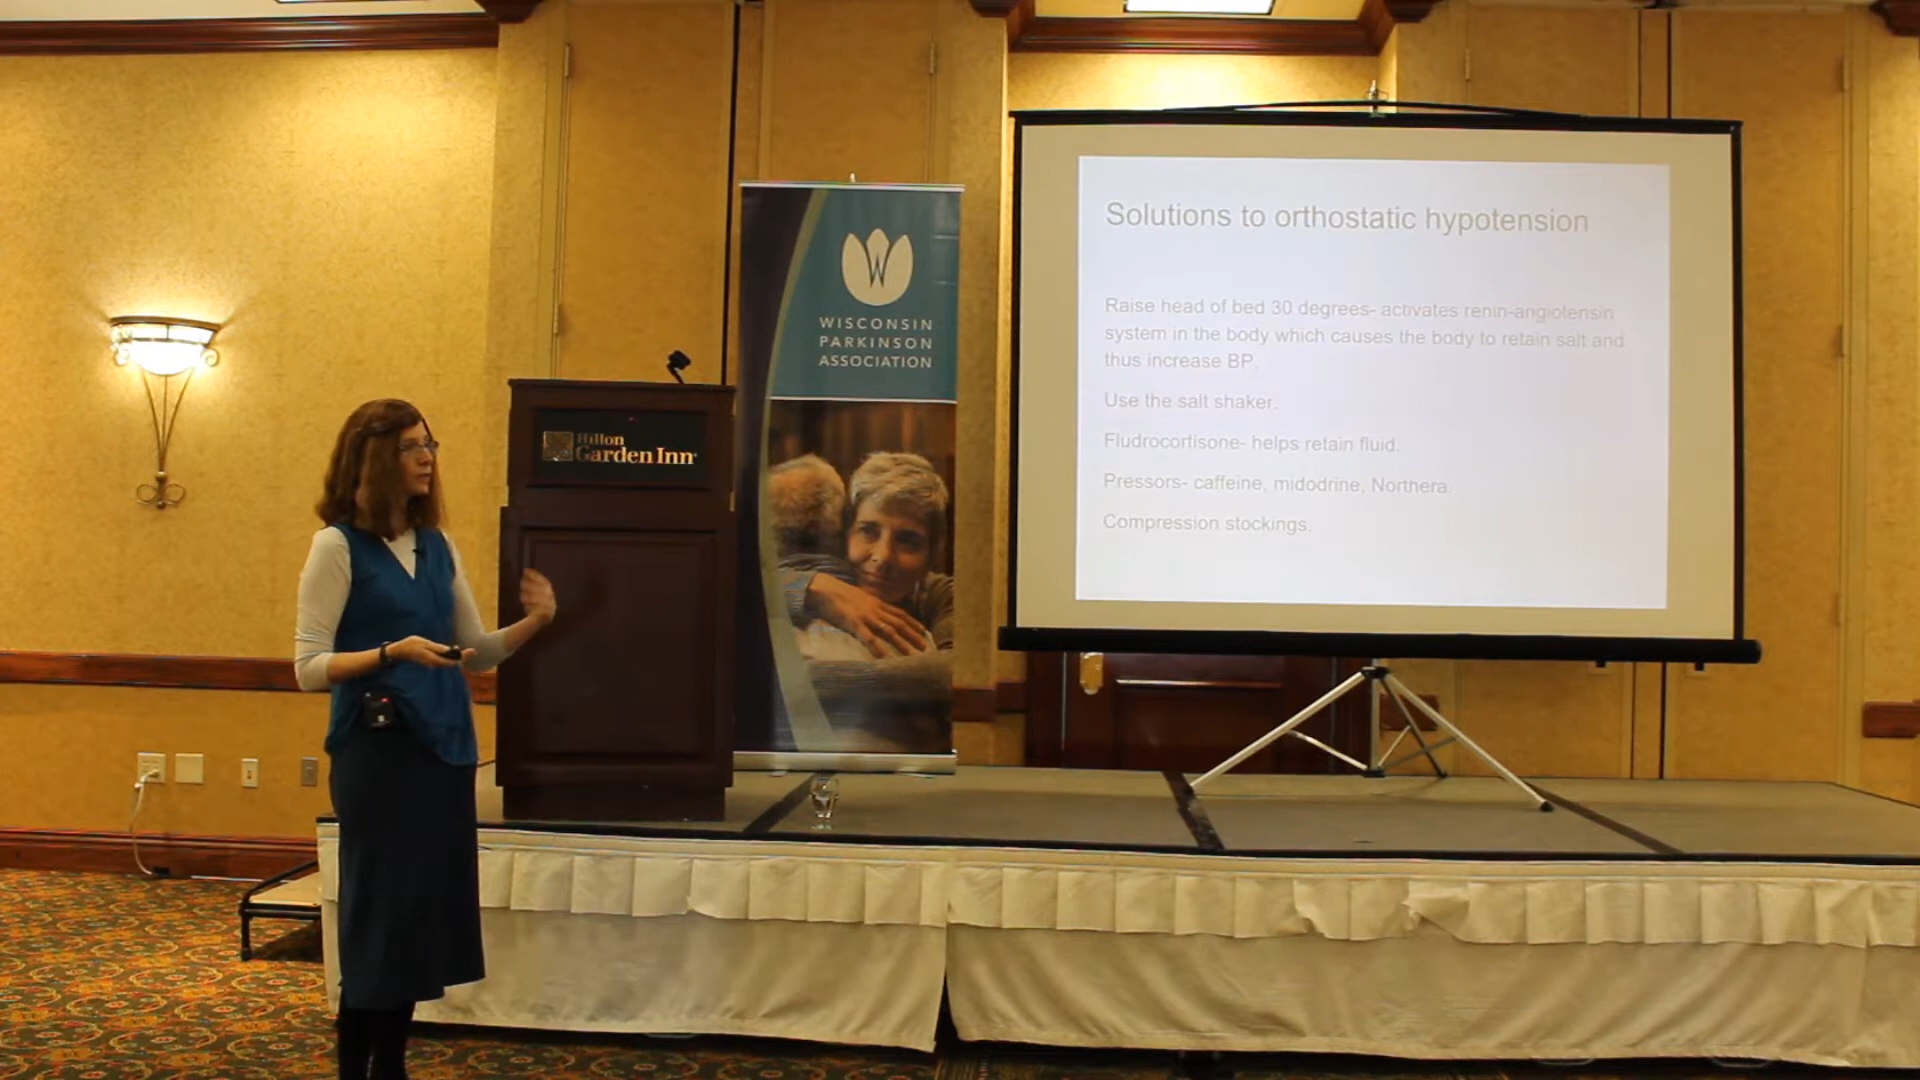 Hilton
Garden Inn
W
WISCONSIN
PARKINSON
ASSOCIATION
Solutions to orthostatic hypotension
Raise head of bed 30 degrees- activates renin-angiotensin
system in the body which causes the body to retain salt and
thus increase BP.
Use the salt shaker.
Fludrocortisone- helps retain fluid.
Pressors- caffeine, midodrine, Northera.
Compression stockings.